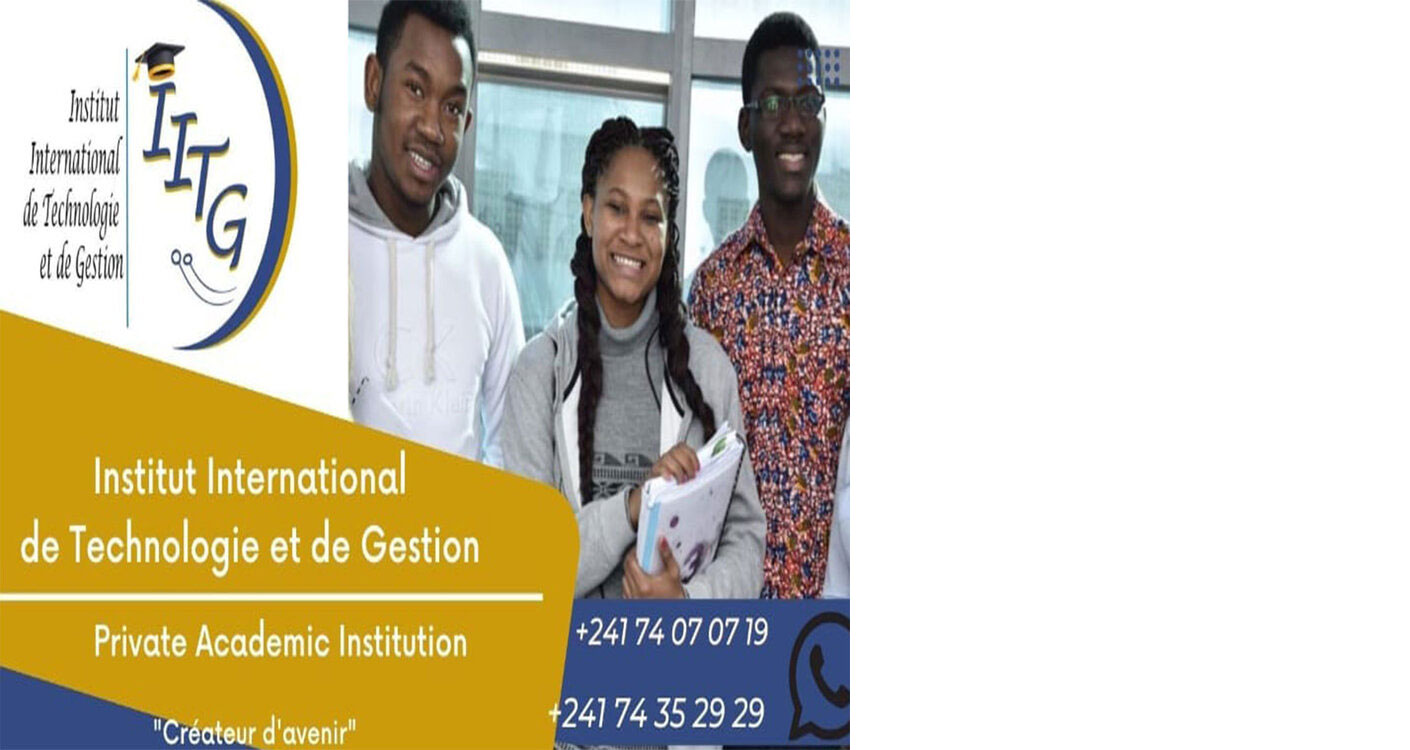 Institut
International
de Technologie
et de Gestion
IITG
Institut International
de Technologie et de Gestion
Private Academic Institution
"Créateur d'avenir"
+241 74 07 07 19
+241 74 35 29 29
CK